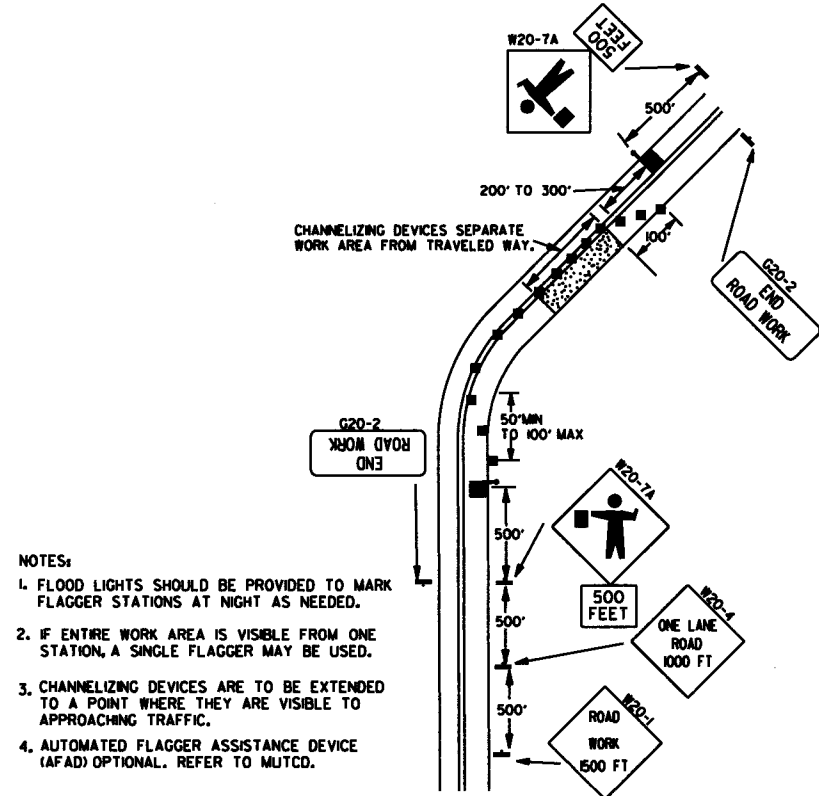 W20-7A
500
FEET
500'
200' TO 300'
CHANNELIZING DEVICES SEPARATE
WORK AREA FROM TRAVELED WAY.
100'
G20-2
END
ROAD WORK
50'MIN
TO 100' MAX
G20-2
END
ROAD WORK
W20-7A
500'
500
FEET
500'
W20-4
ONE LANE
ROAD
1000 FT
500'
W20-1
ROAD
WORK
1500 FT
NOTES:
1. FLOOD LIGHTS SHOULD BE PROVIDED TO MARK
FLAGGER STATIONS AT NIGHT AS NEEDED.
2. IF ENTIRE WORK AREA IS VISIBLE FROM ONE
STATION, A SINGLE FLAGGER MAY BE USED.
3. CHANNELIZING DEVICES ARE TO BE EXTENDED
TO A POINT WHERE THEY ARE VISIBLE TO
APPROACHING TRAFFIC.
4. AUTOMATED FLAGGER ASSISTANCE DEVICE
(AFAD) OPTIONAL. REFER TO MUTCD.